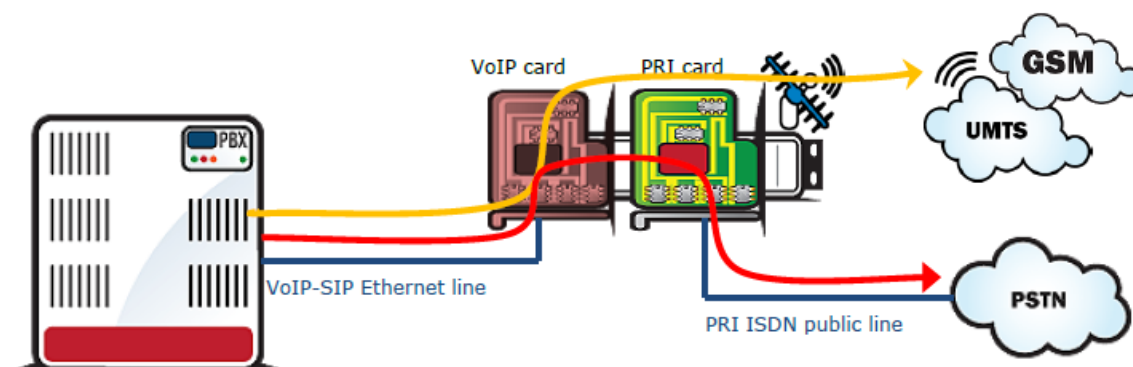 VoIP card
PRI card
GSM
UMTS
PBX
VoIP-SIP Ethernet line
PSTN
PRI ISDN public line